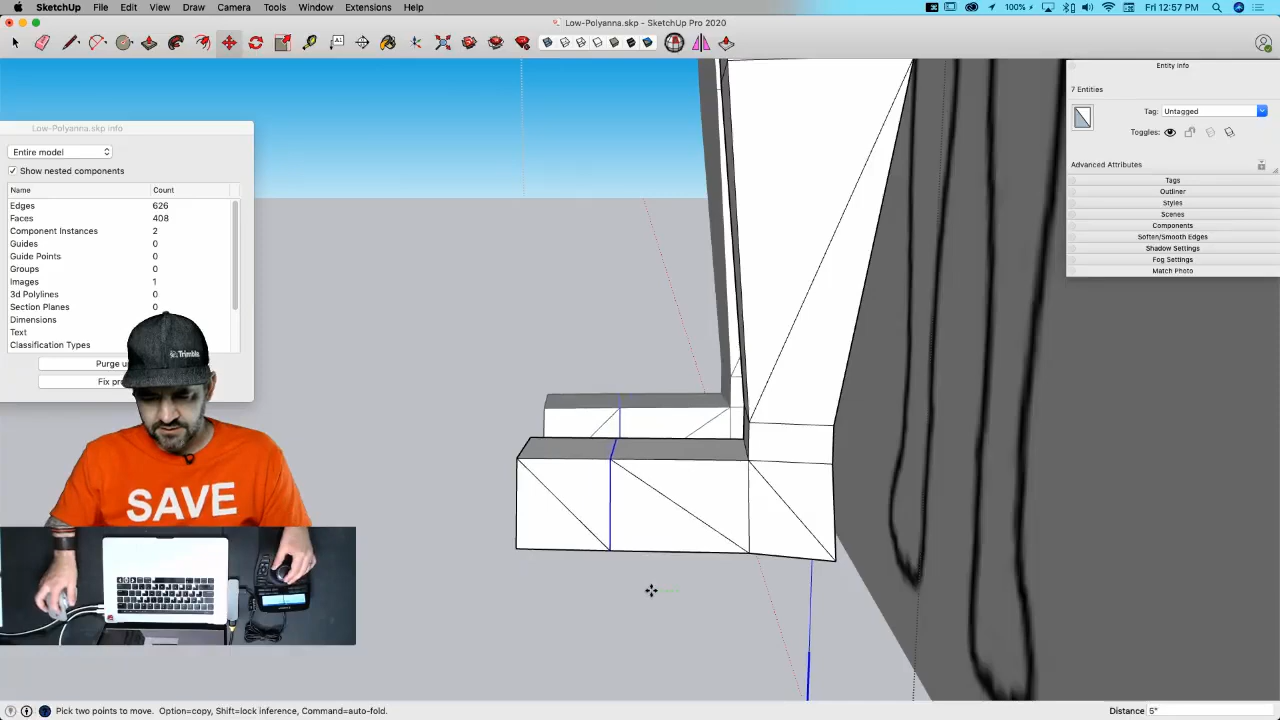 SketchUp File Edit View Draw Camera Tools Window Extensions Help
100% Fri 12:57 PM
Low-Polyanna.skp - SketchUp Pro 2020
Low-Polyanna.skp Info
Entire model
Show nested components
Name Count
Edges 626
Faces 408
Component Instances 2
Guides 0
Guide Points 0
Groups 0
Images 1
3d Polylines 0
Section Planes 0
Dimensions
Text
Classification Types
Purge u
Fix pr
Entity Info
7 Entities
Tag: Untagged
Toggles:
Advanced Attributes
Tags
Outliner
Styles
Scenes
Components
Soften/Smooth Edges
Shadow Settings
Fog Settings
Match Photo
Trimble
SAVE
Pick two points to move. Option=copy, Shift=lock inference, Command=auto-fold.
Distance 5"